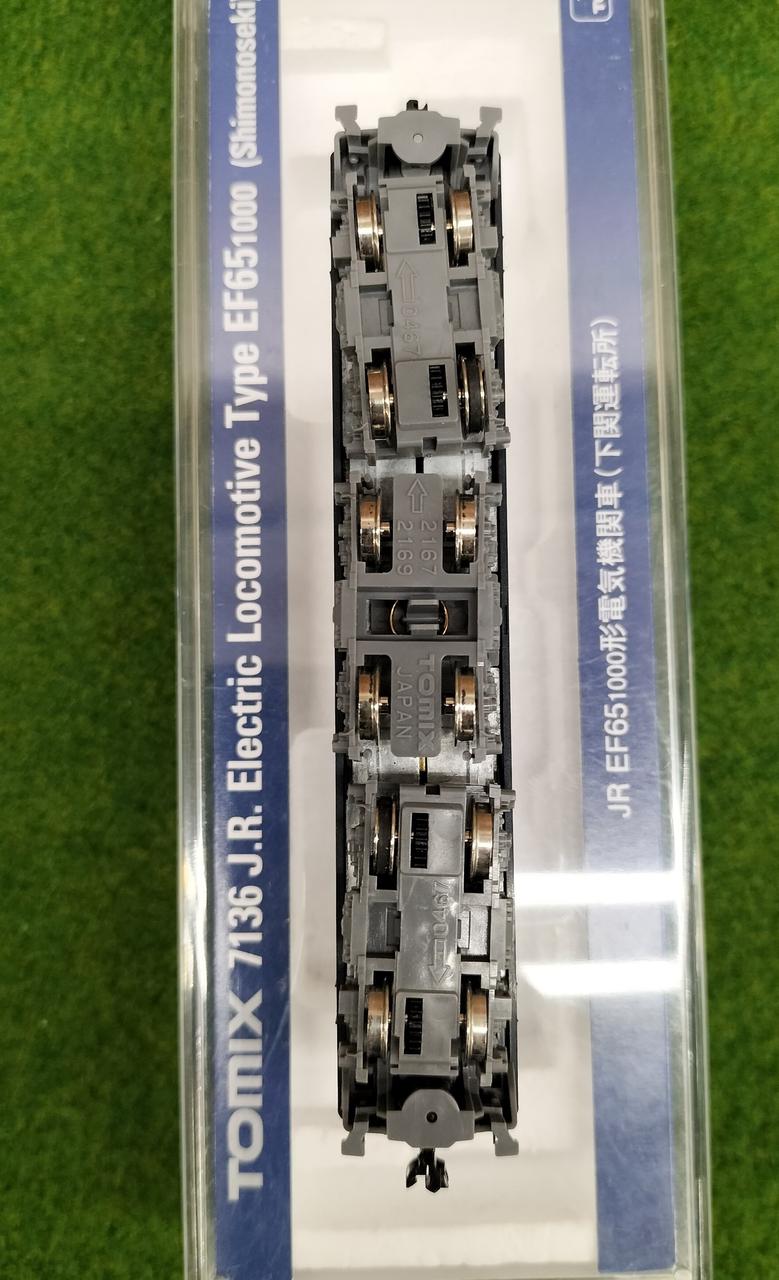 TOMIX 7136 J.R. Electric Locomotive Type EF651000 (Shimonoseki
0467
2167
2169
TOMIX
JAPAN
0467
JR EF651000形電気機関車(下関運転所)